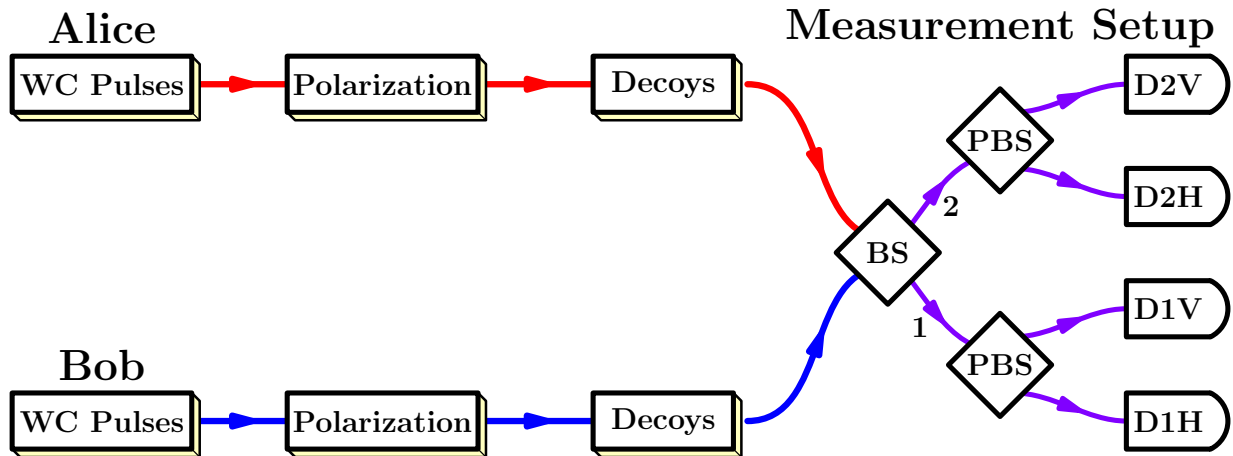 Alice
Measurement Setup
WC Pulses
Polarization
Decoys
D2V
PBS
D2H
2
BS
1
D1V
PBS
D1H
Bob
WC Pulses
Polarization
Decoys